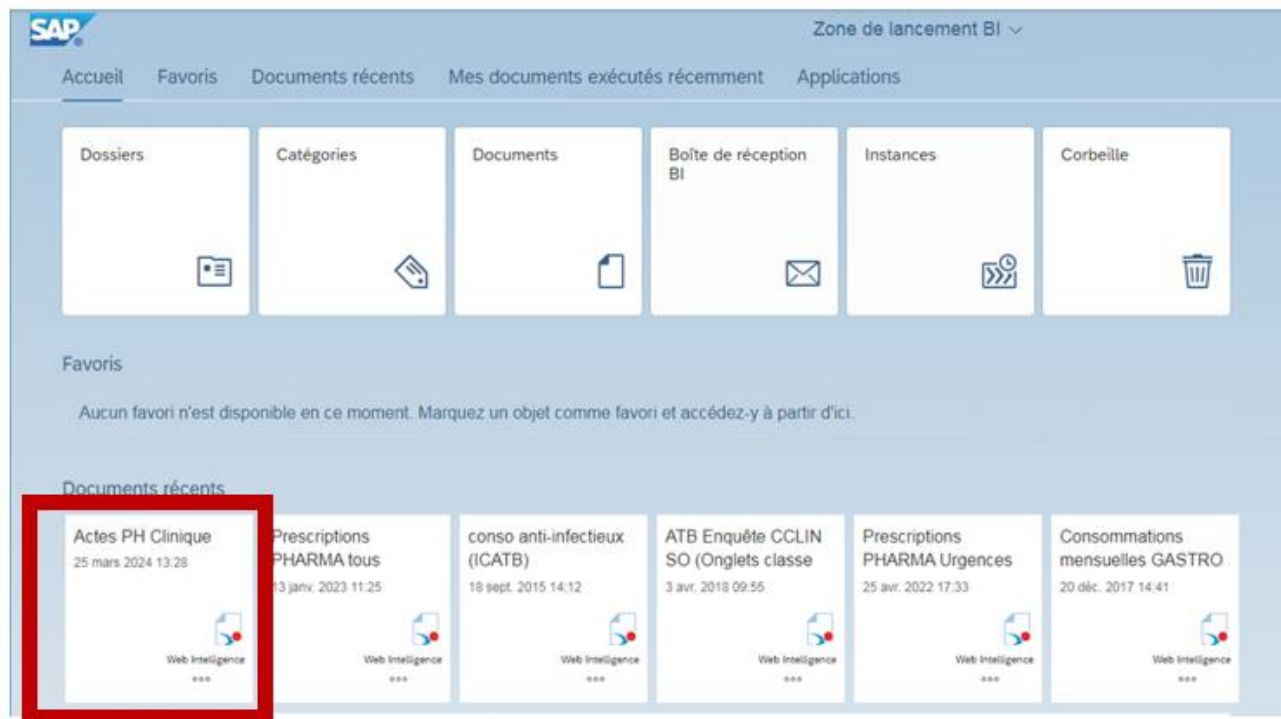 SAP
Zone de lancement BI
Accueil Favoris Documents récents Mes documents exécutés récemment Applications
Dossiers
Catégories
Documents
Boîte de réception
BI
Instances
Corbeille
Favoris
Aucun favori n'est disponible en ce moment. Marquez un objet comme favori et accédez-y à partir d'ici.
Documents récents
Actes PH Clinique
25 mars 2024 13:28
Web Intelligence
Prescriptions
PHARMA tous
13 janv. 2023 11:25
Web Intelligence
conso anti-infectieux
(ICATB)
18 sept. 2015 14:12
Web Intelligence
ATB Enquête CCLIN
SO (Onglets classe
3 avr. 2018 09:55
Web Intelligence
Prescriptions
PHARMA Urgences
25 avr. 2022 17:33
Web Intelligence
Consommations
mensuelles GASTRO
20 déc. 2017 14:41
Web Intelligence